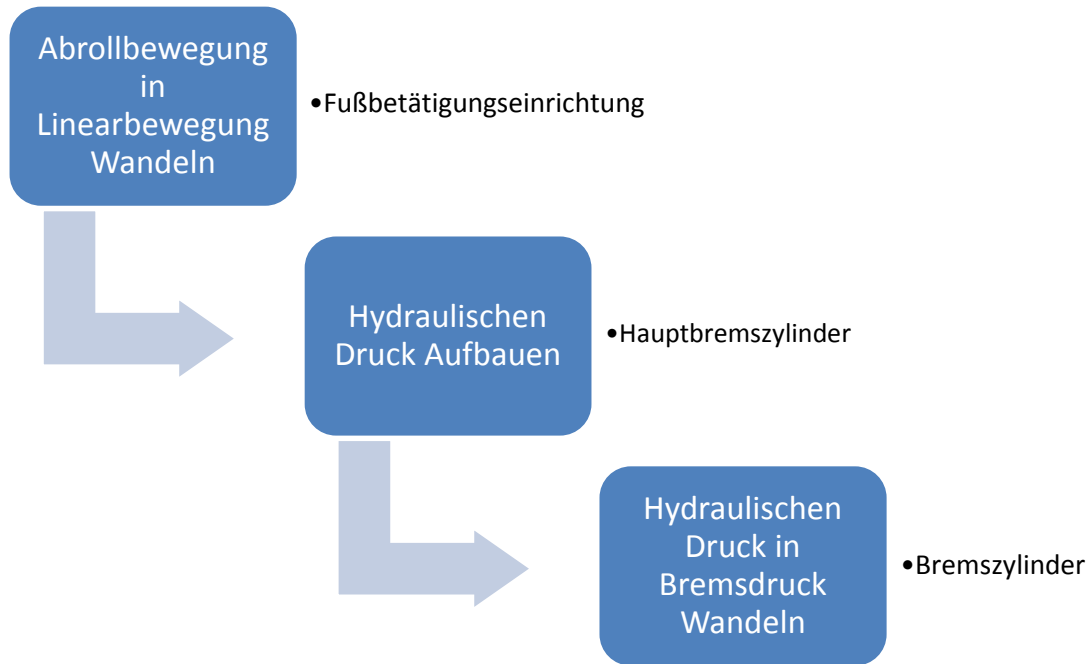 Abrollbewegung
in
Linearbewegung
Wandeln
•Fußbetätigungseinrichtung
Hydraulischen
Druck Aufbauen
•Hauptbremszylinder
Hydraulischen
Druck in
Bremsdruck
Wandeln
•Bremszylinder